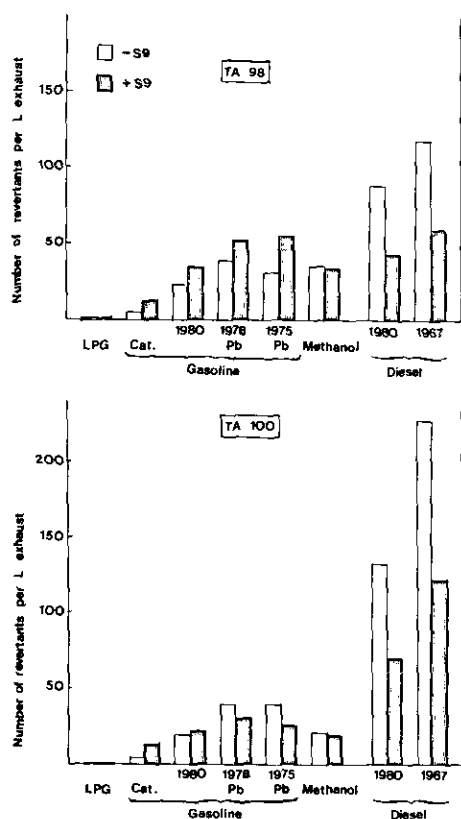 Number of revertants per L exhaust
150
100
50
-S9
+S9
TA 98
1980 1978 1975 1980 1967
LPG Cat. Pb Pb Methanol
Gasoline Diesel
Number of revertants per L exhaust
200
150
100
50
TA 100
1980 1978 1975 1980 1967
LPG Cat. Pb Pb Methanol
Gasoline Diesel